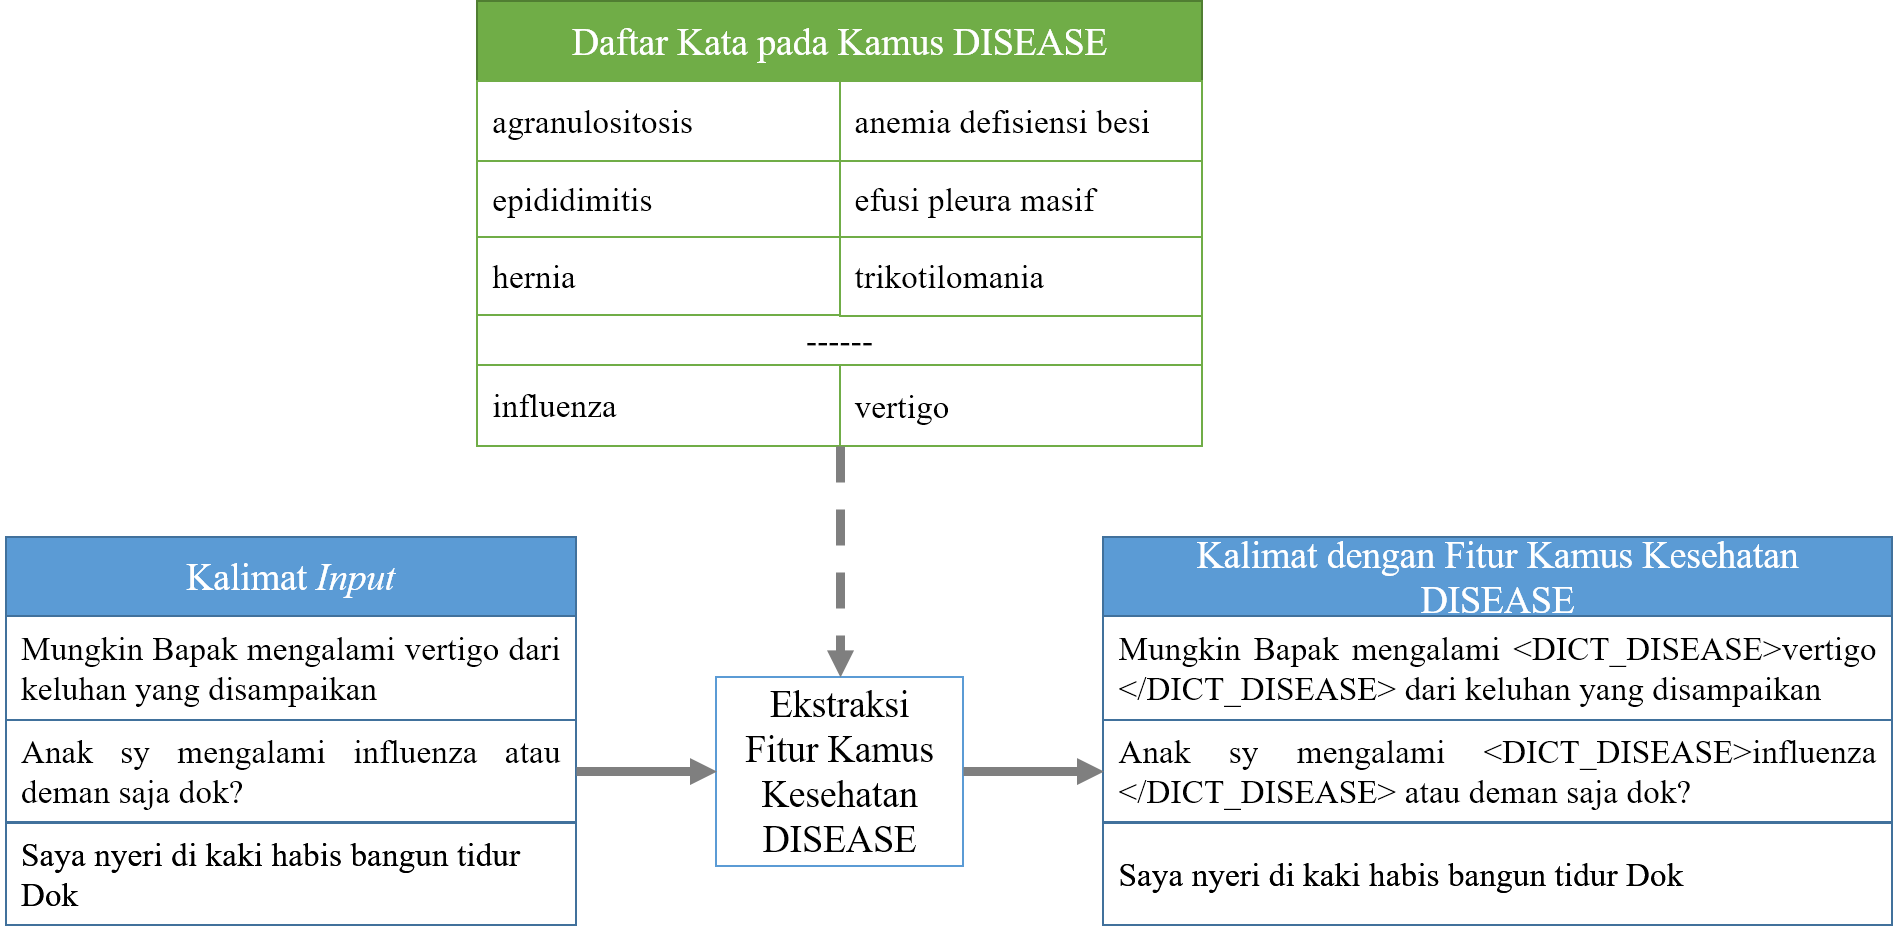 Daftar Kata pada Kamus DISEASE
agranulositosis
anemia defisiensi besi
epididimitis
efusi pleura masif
hernia
trikotilomania
------
influenza
vertigo
Kalimat Input
Mungkin Bapak mengalami vertigo dari
keluhan yang disampaikan
Anak sy mengalami influenza atau
deman saja dok?
Saya nyeri di kaki habis bangun tidur
Dok
Ekstraksi
Fitur Kamus
Kesehatan
DISEASE
Kalimat dengan Fitur Kamus Kesehatan
DISEASE
Mungkin Bapak mengalami <DICT_DISEASE>vertigo
</DICT_DISEASE> dari keluhan yang disampaikan
Anak sy mengalami <DICT_DISEASE>influenza
</DICT_DISEASE> atau deman saja dok?
Saya nyeri di kaki habis bangun tidur Dok